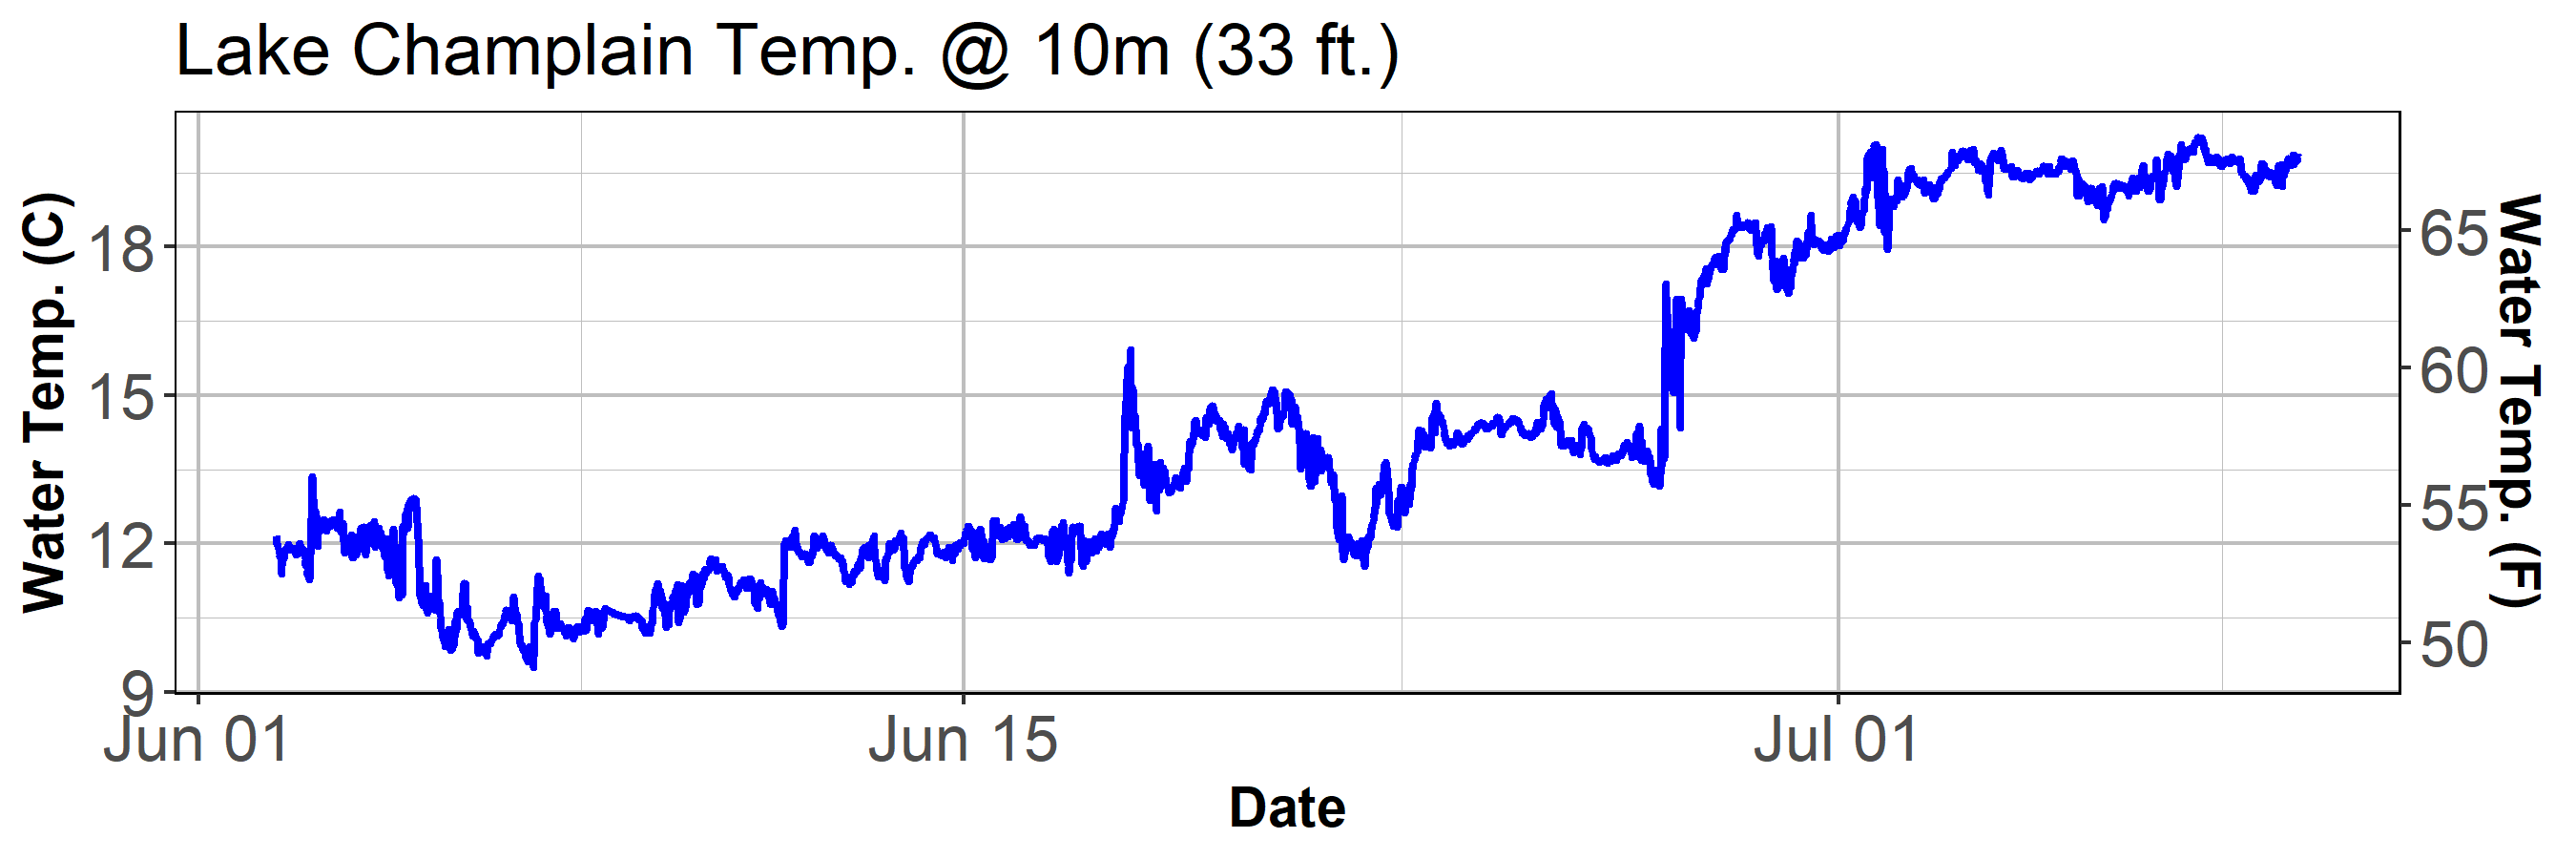 Lake Champlain Temp. @ 10m (33 ft.)
Water Temp. (C)
18
15
12
9
65
60
55
50
Water Temp. (F)
Jun 01
Jun 15
Jul 01
Date